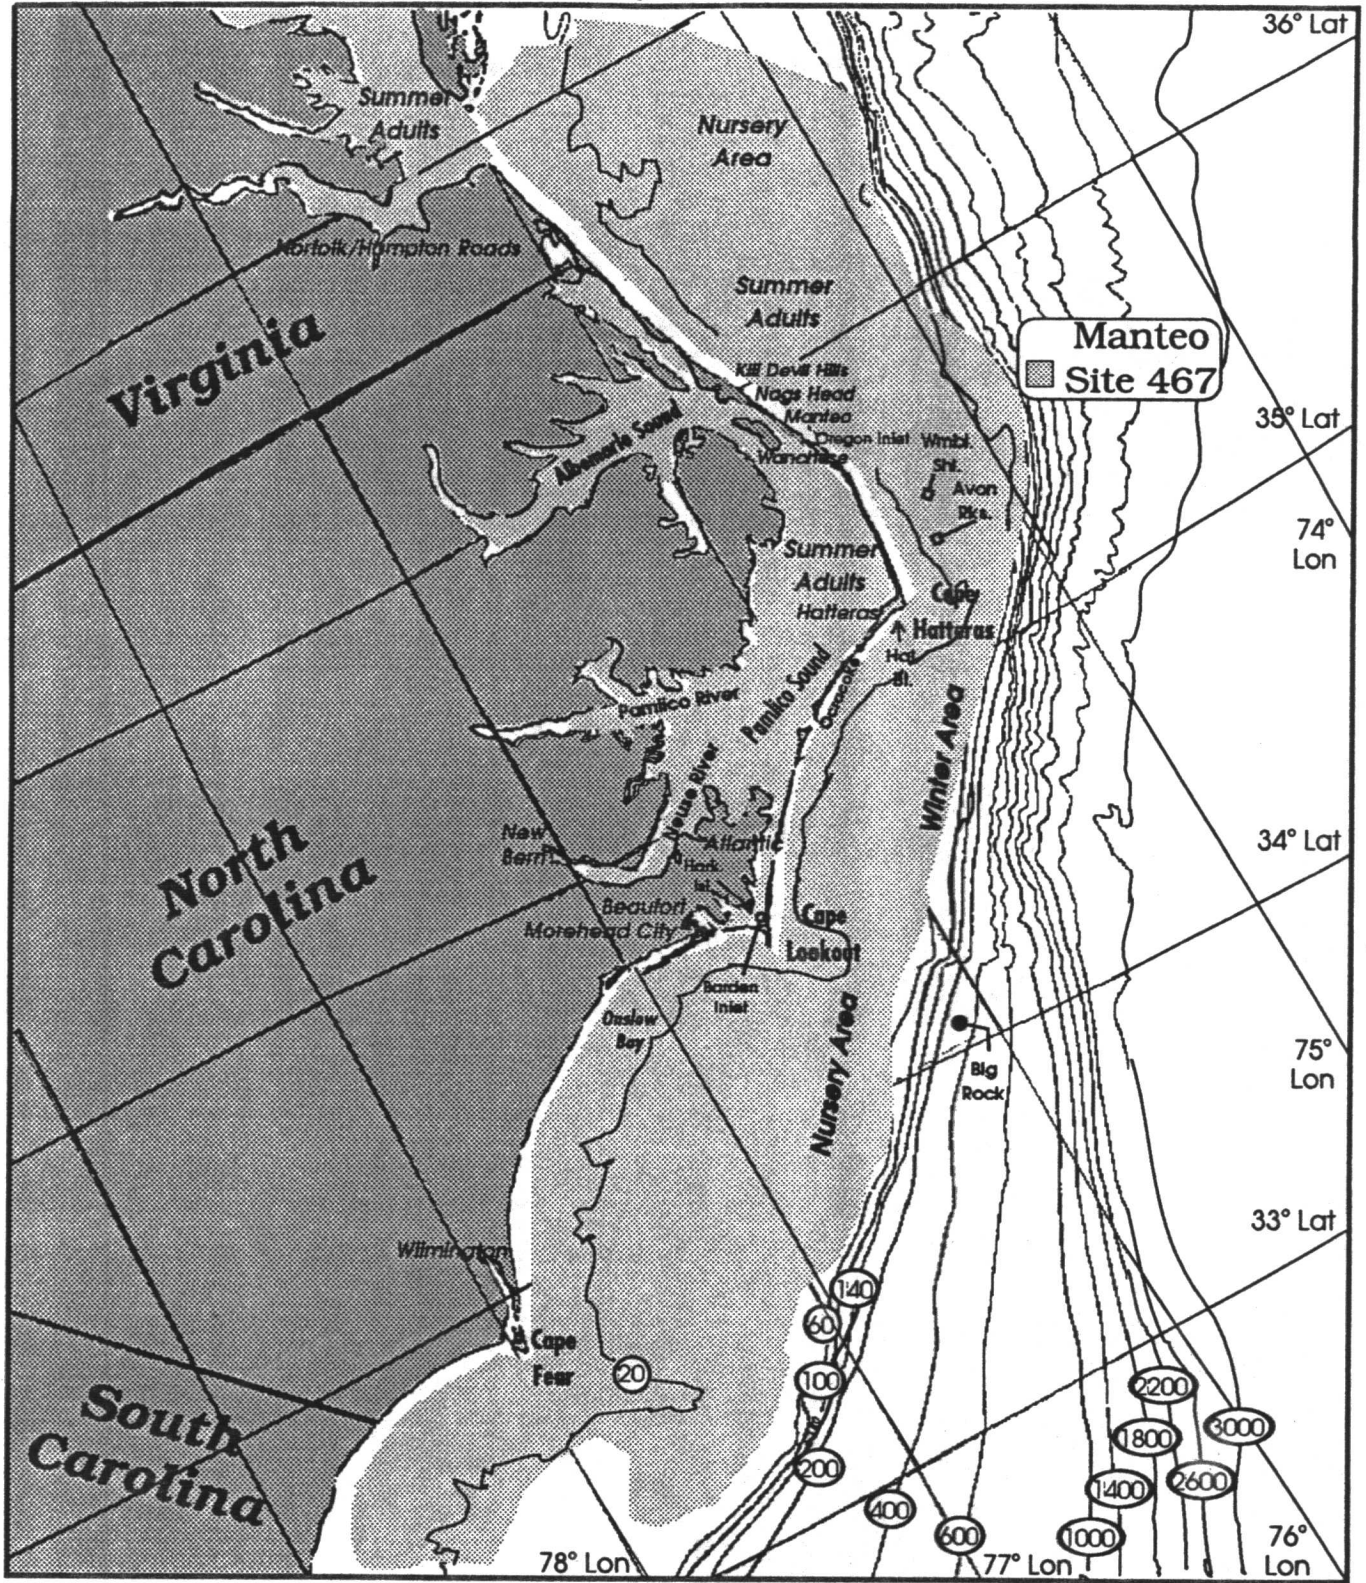 36° Lat
Summer
Adults
Nursery
Area
Norfolk/Hampton Roads
Summer
Adults
Virginia
Manteo
Site 467
Kill Devil Hills
Nags Head
Manteo
35° Lat
Oregon Inlet
Wmbl.
Shl.
Wanchese
Albemarle Sound
Avon
Rks.
74°
Lon
Summer
Adults
Hatteras
Cape
Hatteras
Hat.
Bl.
Ocracoke
Pamlico Sound
Pamlico River
Winter Area
Neuse River
New
Bern
Atlantic
Hark.
Isl.
34° Lat
North
Carolina
Beaufort
Morehead City
Cape
Lookout
Barden
Inlet
Onslow
Bay
Nursery Area
Big
Rock
75°
Lon
33° Lat
Wilmington
140
60
Cape
Fear
20
100
200
400
600
1000
1400
1800
2200
2600
3000
South
Carolina
78° Lon
77° Lon
76°
Lon